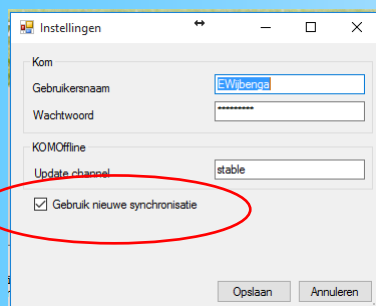 Instellingen
Kom
Gebruikersnaam EWijbenga
Wachtwoord *********
KOMOffline
Update channel stable
Gebruik nieuwe synchronisatie
Opslaan Annuleren